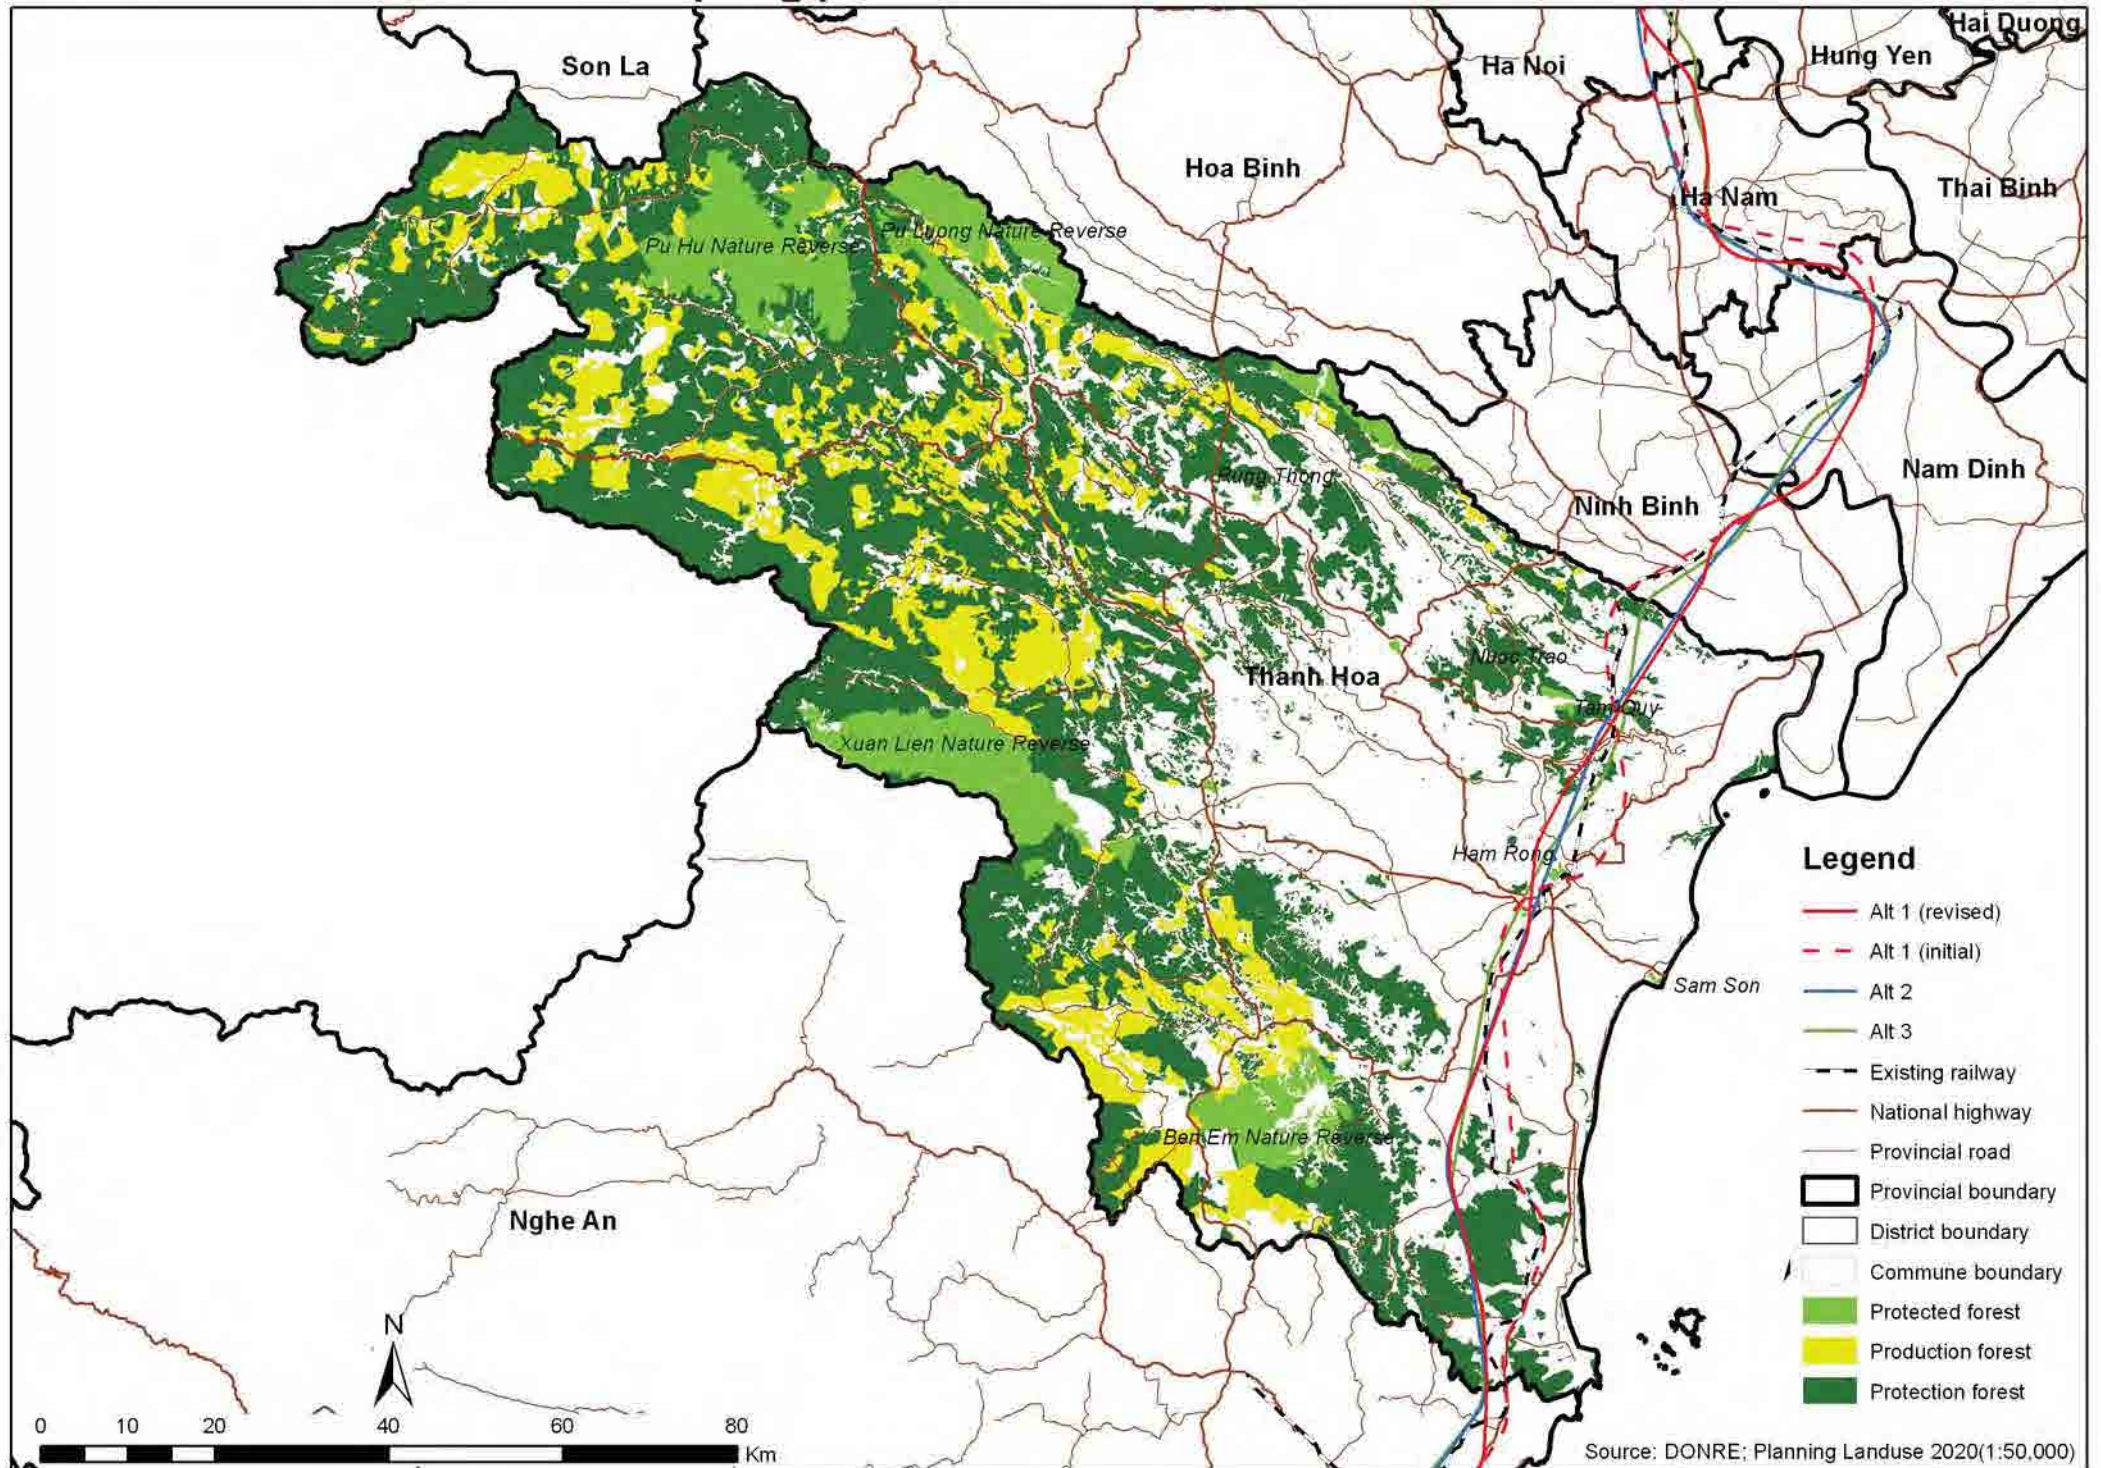 Son La
Ha Noi
Hai Duong
Hung Yen
Hoa Binh
Thai Binh
Ha Nam
Pu Hu Nature Reverse
Pu Luong Nature Reverse
Nam Dinh
Rung Thong
Ninh Binh
Nuoc Trao
Thanh Hoa
Tam Quy
Xuan Lien Nature Reverse
Ham Rong
Sam Son
Ben Em Nature Reverse
Nghe An
Legend
Alt 1 (revised)
Alt 1 (initial)
Alt 2
Alt 3
Existing railway
National highway
Provincial road
Provincial boundary
District boundary
Commune boundary
Protected forest
Production forest
Protection forest
N
0 10 20 40 60 80
Km
Source: DONRE; Planning Landuse 2020(1:50,000)